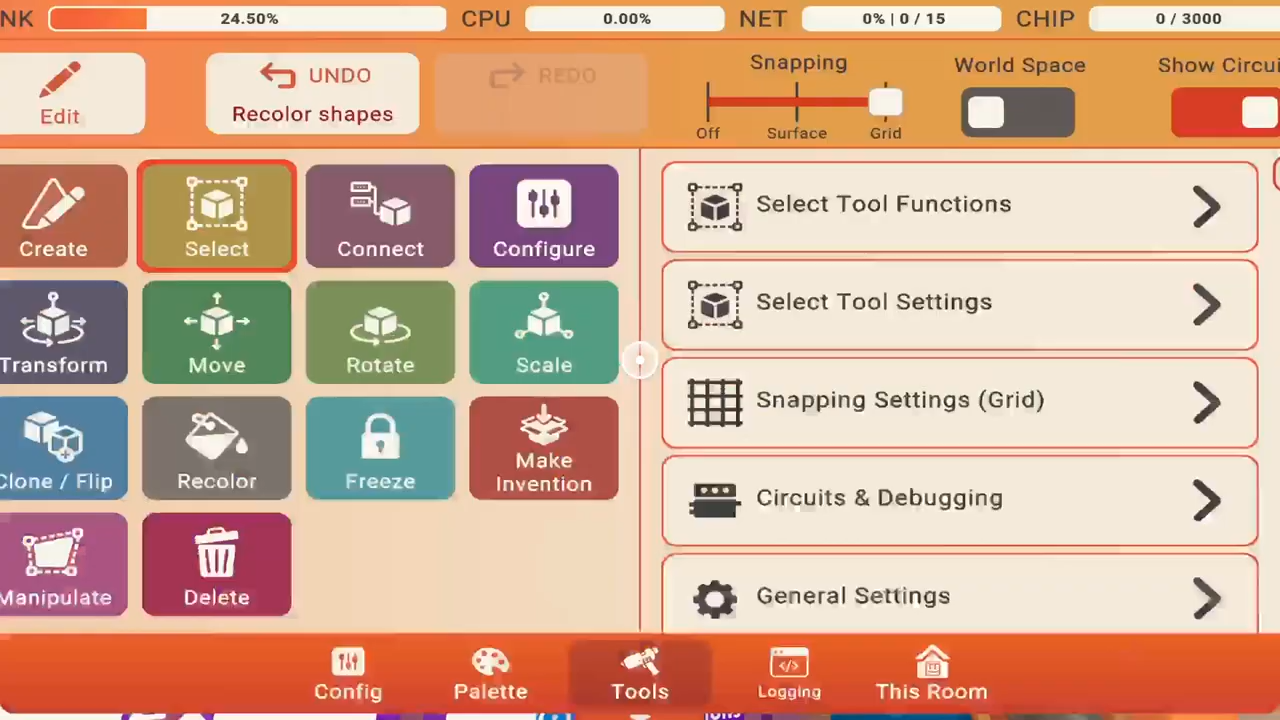 NK 24.50% CPU 0.00% NET 0% | 0 / 15 CHIP 0 / 3000
Edit
UNDO
Recolor shapes
REDO
Snapping
Off Surface Grid
World Space
Show Circui
Create Select Connect Configure
Transform Move Rotate Scale
Clone / Flip Recolor Freeze Make
Invention
Manipulate Delete
Select Tool Functions
Select Tool Settings
Snapping Settings (Grid)
Circuits & Debugging
General Settings
Config Palette Tools Logging This Room